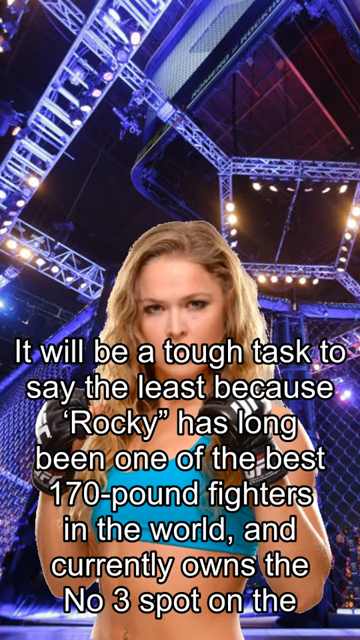 It will be a tough task to
say the least because
‘Rocky” has long
been one of the best
170-pound fighters
in the world, and
currently owns the
No 3 spot on the